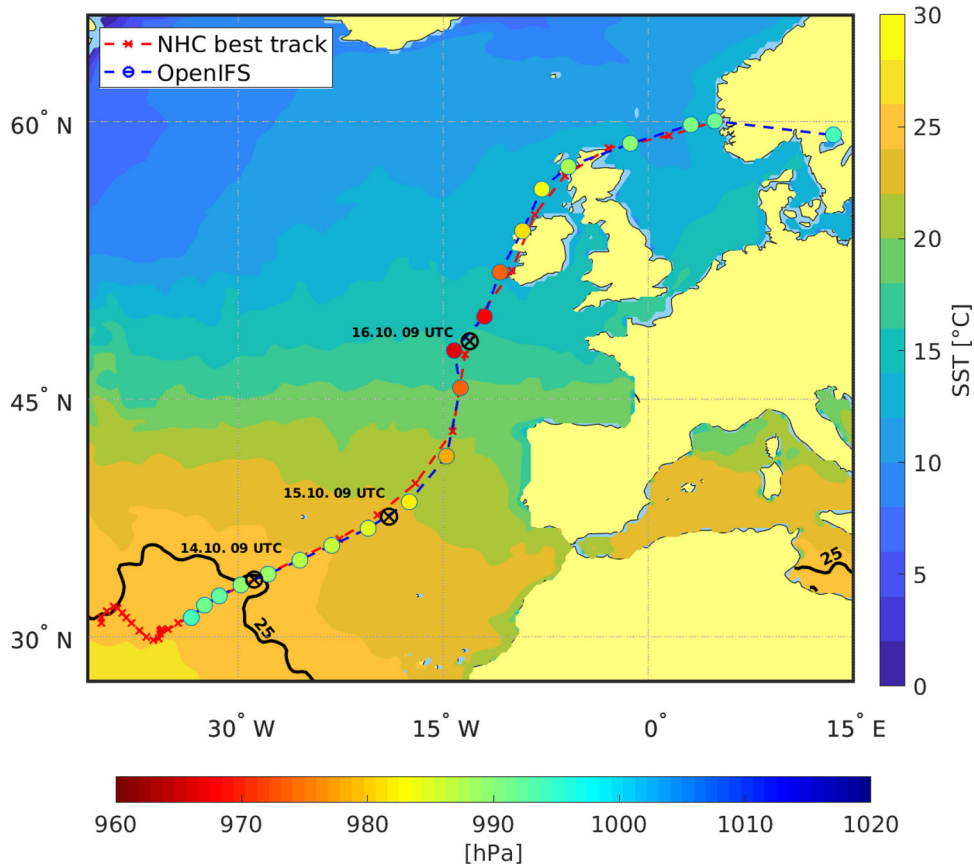 NHC best track
OpenIFS
60° N
45° N
30° N
16.10. 09 UTC
15.10. 09 UTC
14.10. 09 UTC
25
25
30° W
15° W
0°
15° E
30
25
20
15
10
5
0
SST [°C]
960
970
980
990
1000
1010
1020
[hPa]